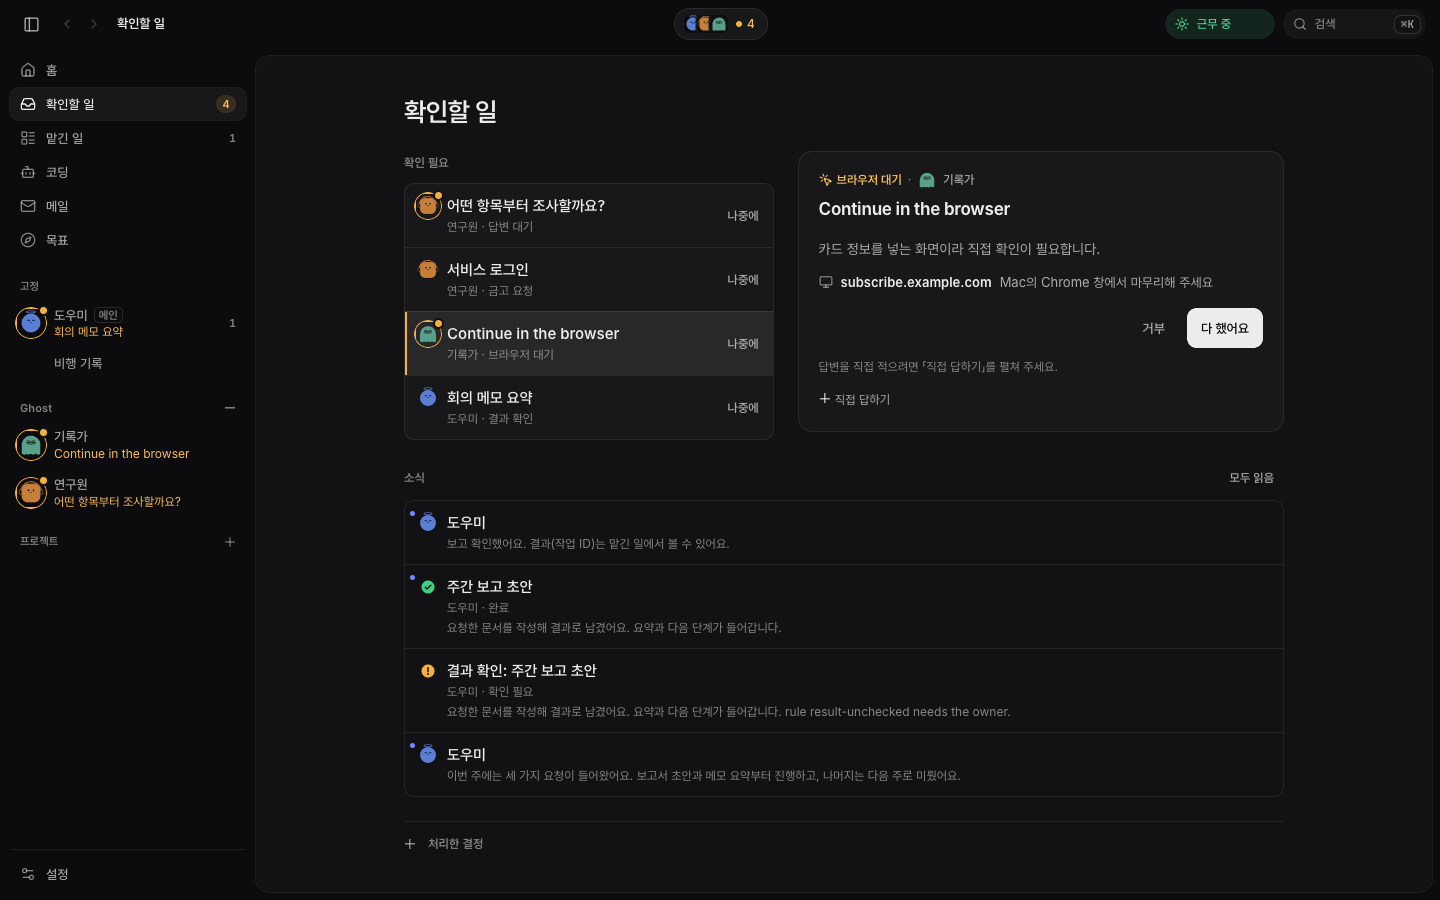 확인할 일
4
근무 중
검색
⌘K
홈
확인할 일
4
맡긴 일
1
코딩
메일
목표
고정
도우미 메인
회의 메모 요약
1
비행 기록
Ghost
기록가
Continue in the browser
연구원
어떤 항목부터 조사할까요?
프로젝트
설정
확인할 일
확인 필요
어떤 항목부터 조사할까요?
연구원 · 답변 대기
나중에
서비스 로그인
연구원 · 금고 요청
나중에
Continue in the browser
기록가 · 브라우저 대기
나중에
회의 메모 요약
도우미 · 결과 확인
나중에
브라우저 대기 · 기록가
Continue in the browser
카드 정보를 넣는 화면이라 직접 확인이 필요합니다.
subscribe.example.com Mac의 Chrome 창에서 마무리해 주세요
거부
다 했어요
답변을 직접 적으려면 「직접 답하기」를 펼쳐 주세요.
직접 답하기
소식
모두 읽음
도우미
보고 확인했어요. 결과(작업 ID)는 맡긴 일에서 볼 수 있어요.
주간 보고 초안
도우미 · 완료
요청한 문서를 작성해 결과로 남겼어요. 요약과 다음 단계가 들어갑니다.
결과 확인: 주간 보고 초안
도우미 · 확인 필요
요청한 문서를 작성해 결과로 남겼어요. 요약과 다음 단계가 들어갑니다. rule result-unchecked needs the owner.
도우미
이번 주에는 세 가지 요청이 들어왔어요. 보고서 초안과 메모 요약부터 진행하고, 나머지는 다음 주로 미뤘어요.
처리한 결정